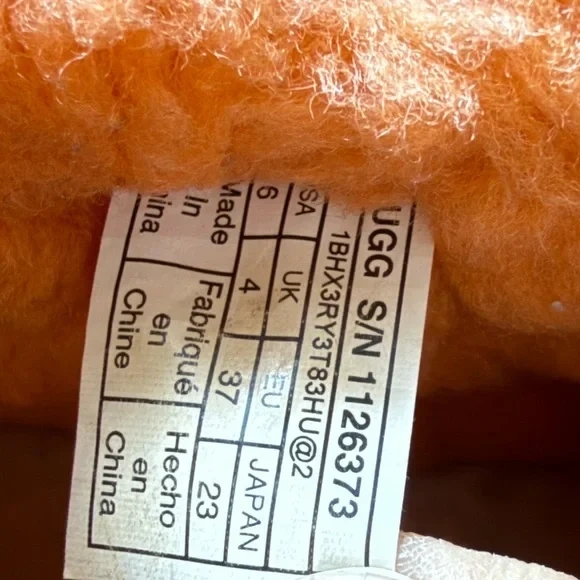 UGG S/N 1126373
1BHX3RY3T83HU@2
SA UK EU JAPAN
6 4 37 23
Made Fabriqué Hecho
In en en
ina Chine China